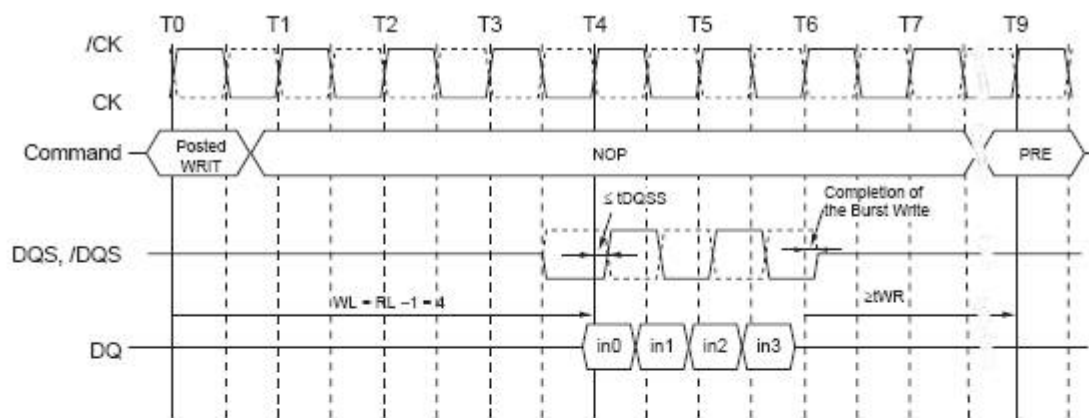 T0 T1 T2 T3 T4 T5 T6 T7 T9
/CK
CK
Command
Posted
WRIT
NOP
PRE
≤ tDQSS
Completion of
the Burst Write
DQS, /DQS
WL = RL –1 = 4
≥tWR
DQ
in0 in1 in2 in3